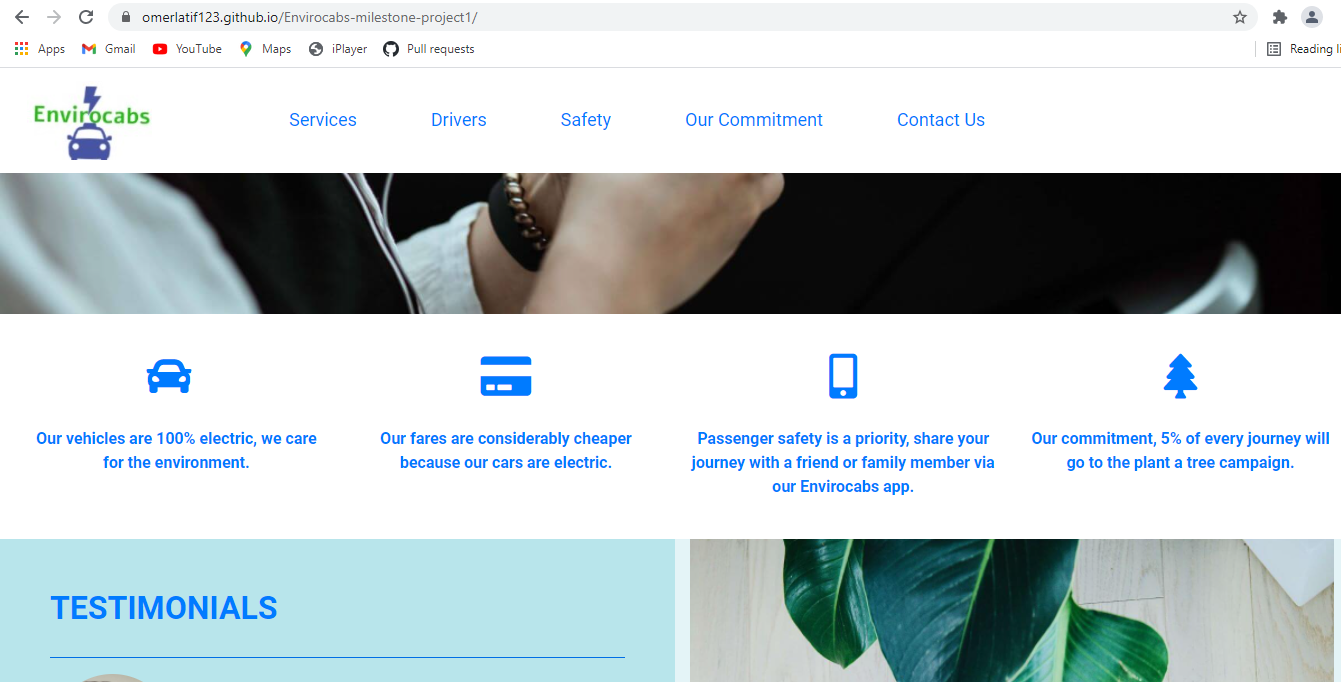 omerlatif123.github.io/Envirocabs-milestone-project1/
Apps Gmail YouTube Maps iPlayer Pull requests Reading li
Envirocabs
Services Drivers Safety Our Commitment Contact Us
Our vehicles are 100% electric, we care
for the environment.
Our fares are considerably cheaper
because our cars are electric.
Passenger safety is a priority, share your
journey with a friend or family member via
our Envirocabs app.
Our commitment, 5% of every journey will
go to the plant a tree campaign.
TESTIMONIALS